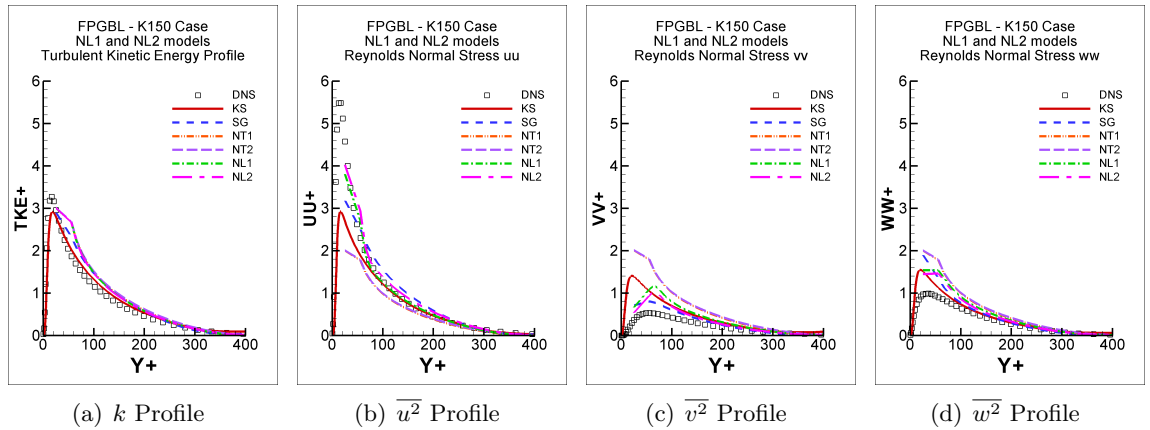 FPGBL - K150 Case
NL1 and NL2 models
Turbulent Kinetic Energy Profile
6
5
4
3
2
1
0
TKE+
DNS
KS
SG
NT1
NT2
NL1
NL2
0 100 200 300 400
Y+
(a) k Profile
FPGBL - K150 Case
NL1 and NL2 models
Reynolds Normal Stress uu
6
5
4
3
2
1
0
UU+
DNS
KS
SG
NT1
NT2
NL1
NL2
0 100 200 300 400
Y+
(b) $\overline{u^2}$ Profile
FPGBL - K150 Case
NL1 and NL2 models
Reynolds Normal Stress vv
6
5
4
3
2
1
0
VV+
DNS
KS
SG
NT1
NT2
NL1
NL2
0 100 200 300 400
Y+
(c) $\overline{v^2}$ Profile
FPGBL - K150 Case
NL1 and NL2 models
Reynolds Normal Stress ww
6
5
4
3
2
1
0
WW+
DNS
KS
SG
NT1
NT2
NL1
NL2
0 100 200 300 400
Y+
(d) $\overline{w^2}$ Profile